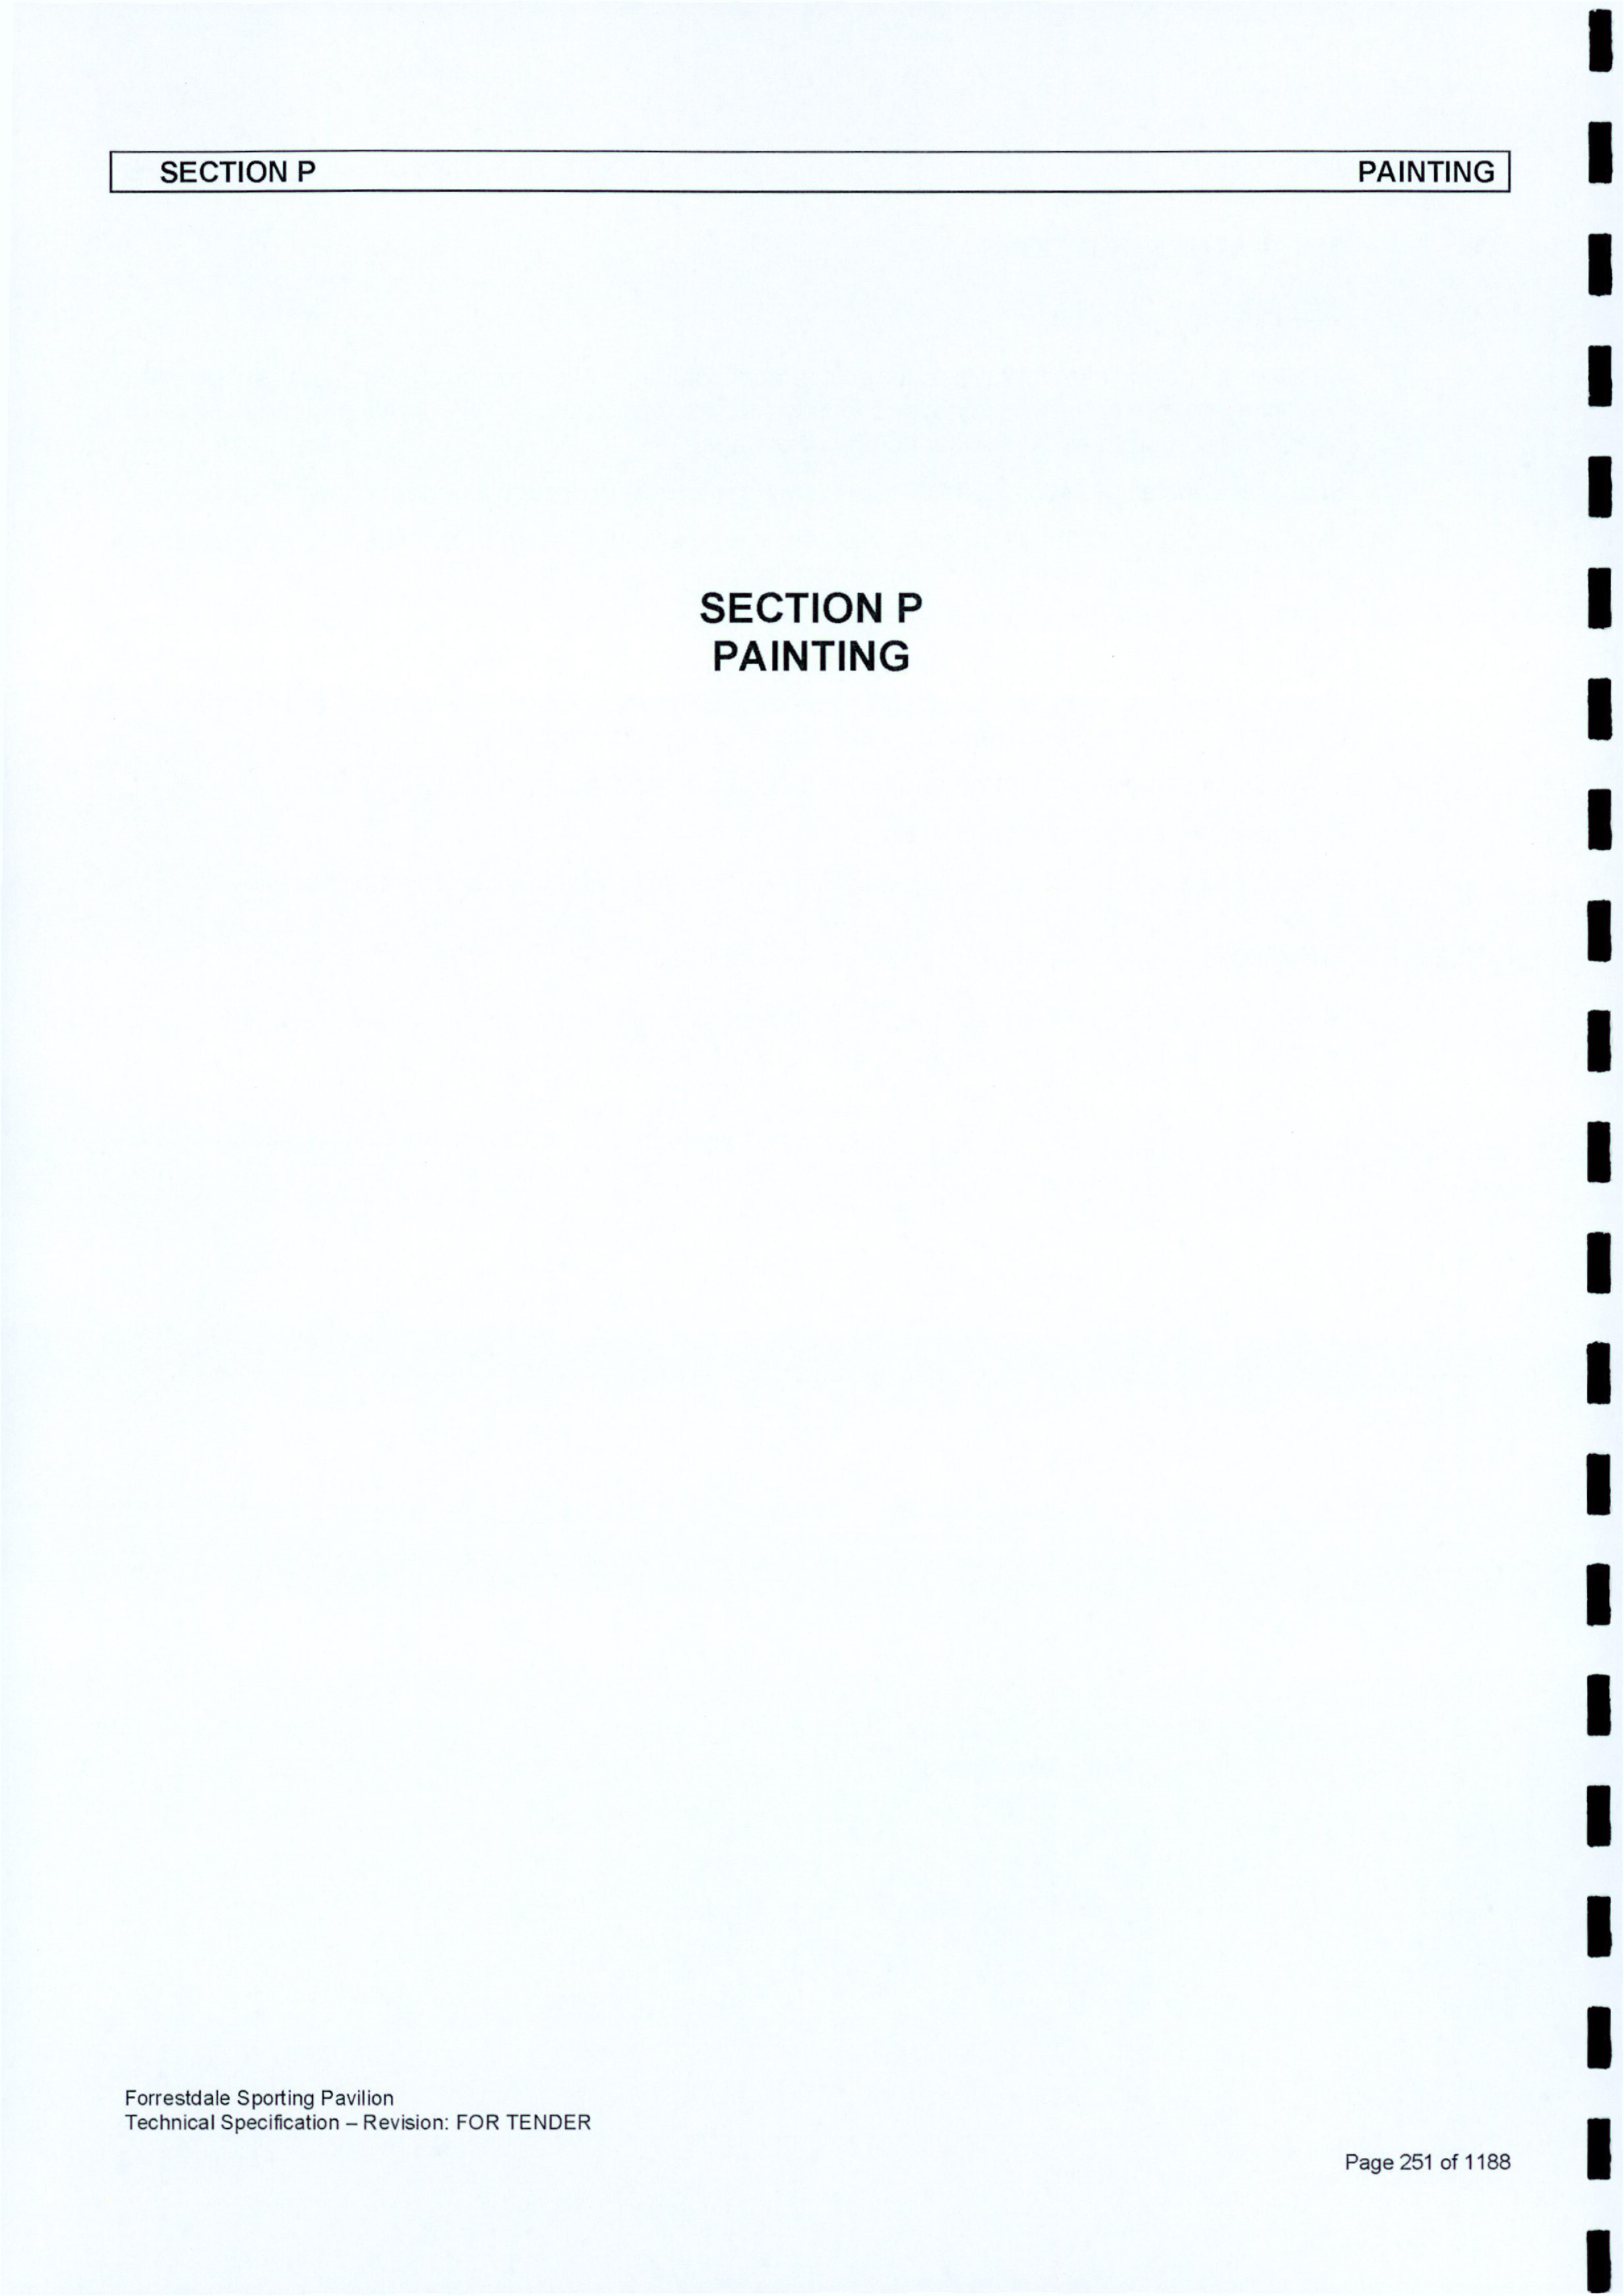 SECTION P PAINTING
SECTION P
PAINTING
Forrestdale Sporting Pavilion
Technical Specification – Revision: FOR TENDER
Page 251 of 1188